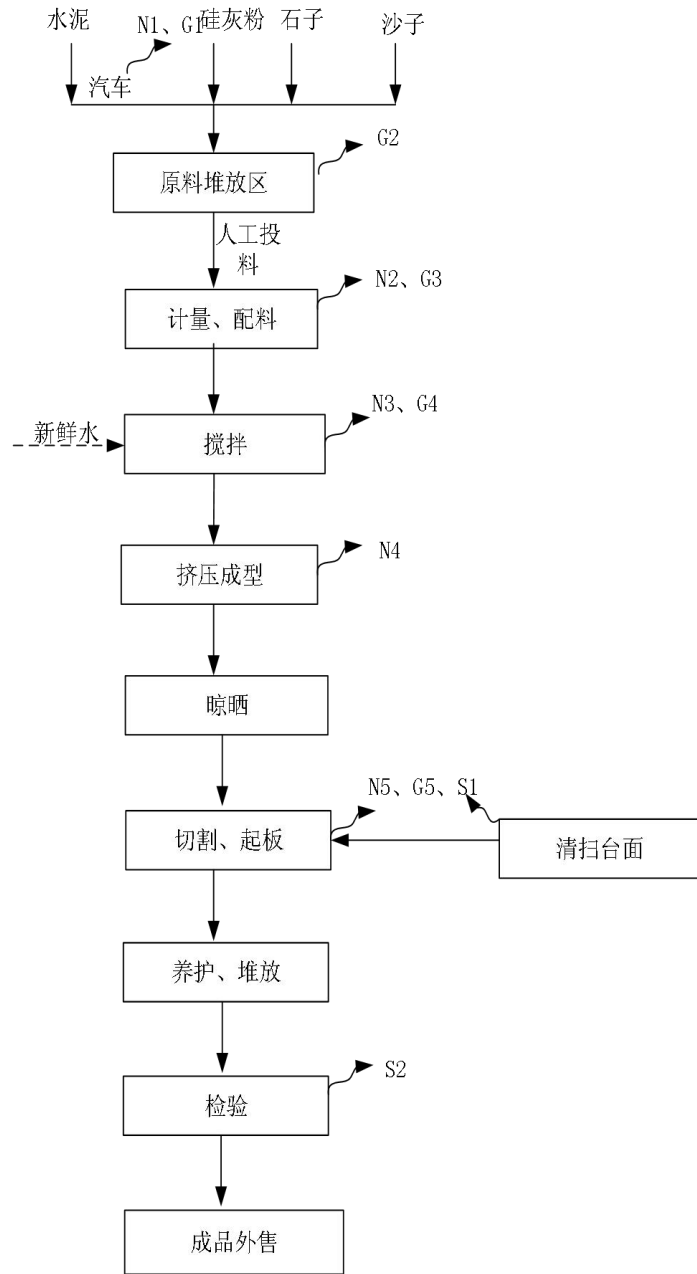 水泥
N1、G1
硅灰粉
石子
沙子
汽车
G2
原料堆放区
人工投
料
N2、G3
计量、配料
N3、G4
新鲜水
搅拌
N4
挤压成型
晾晒
N5、G5、S1
切割、起板
清扫台面
养护、堆放
S2
检验
成品外售